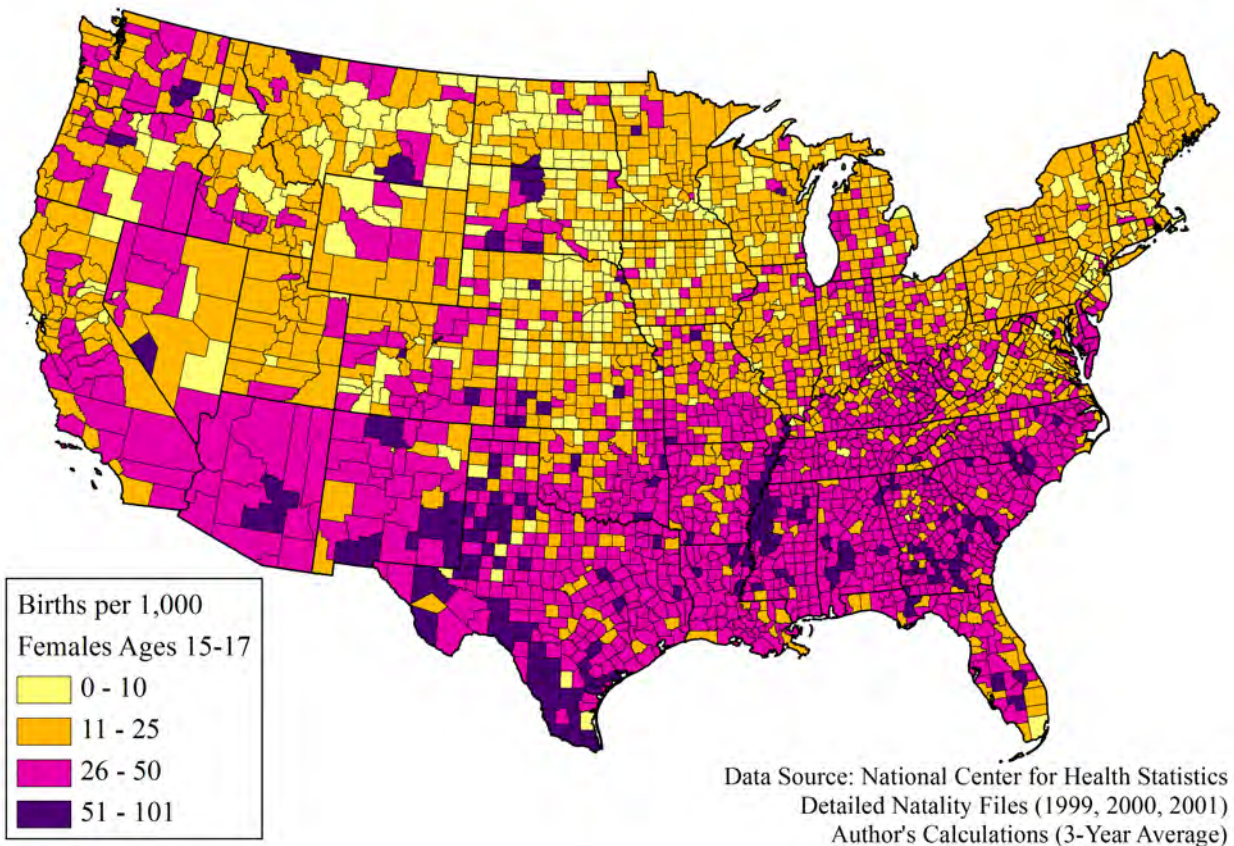 Births per 1,000
Females Ages 15-17
0 - 10
11 - 25
26 - 50
51 - 101
Data Source: National Center for Health Statistics
Detailed Natality Files (1999, 2000, 2001)
Author's Calculations (3-Year Average)